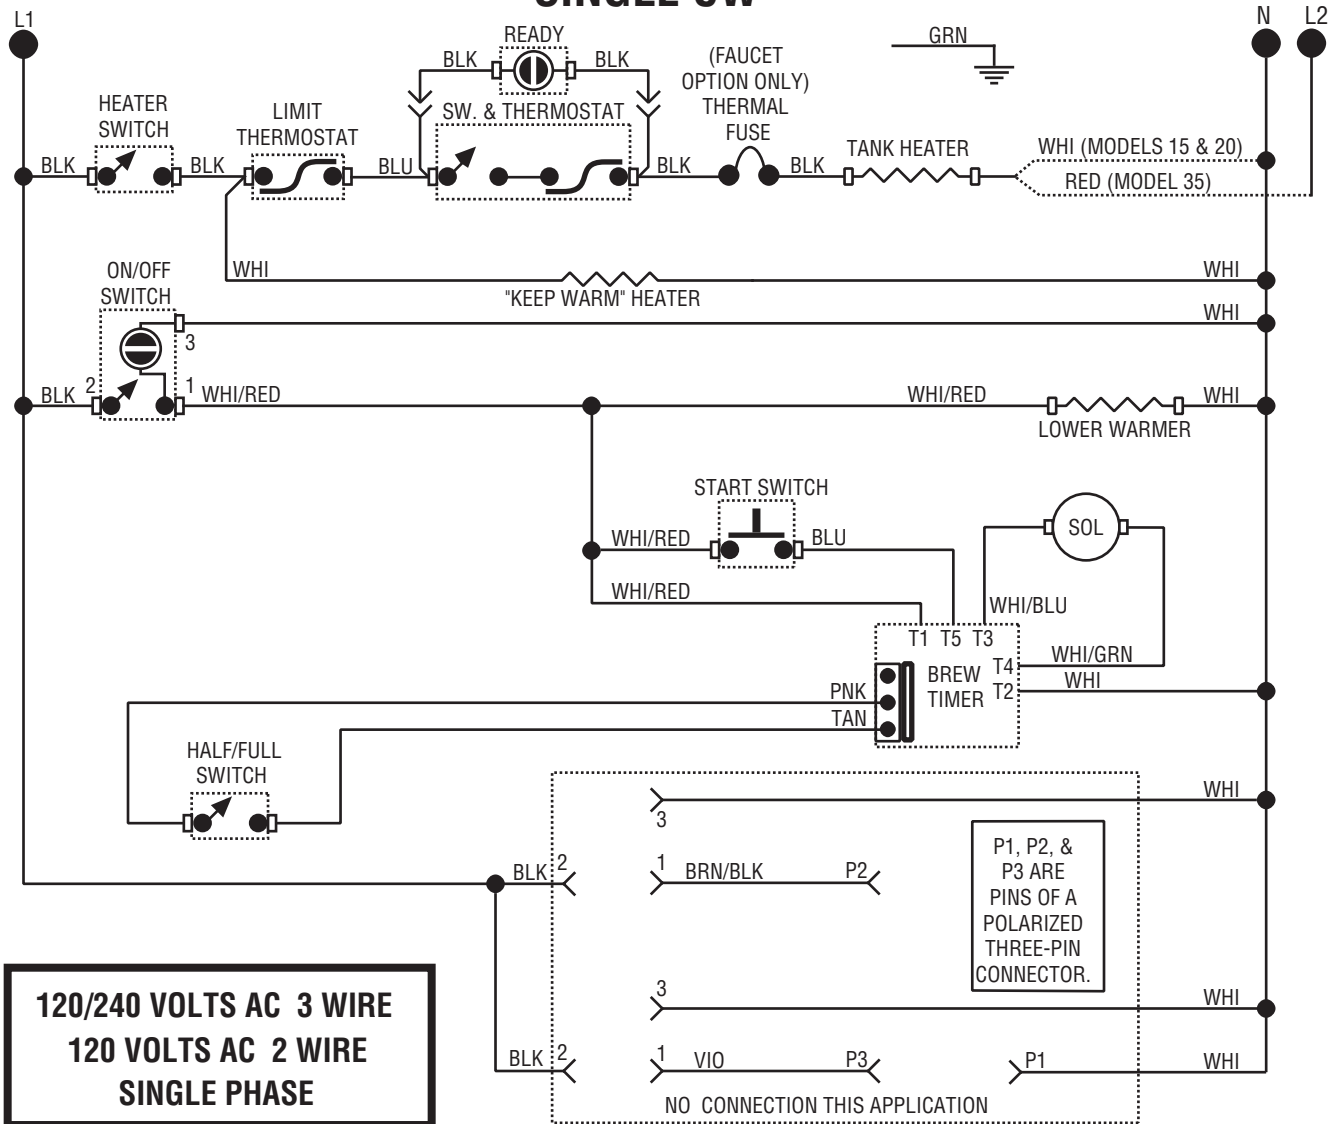 L1
N
L2
READY
BLK
BLK
GRN
(FAUCET
OPTION ONLY)
THERMAL
FUSE
HEATER
SWITCH
LIMIT
THERMOSTAT
SW. & THERMOSTAT
TANK HEATER
WHI (MODELS 15 & 20)
RED (MODEL 35)
BLK
BLK
BLU
BLK
BLK
WHI
"KEEP WARM" HEATER
WHI
ON/OFF
SWITCH
3
WHI
BLK
2
1
WHI/RED
WHI/RED
LOWER WARMER
WHI
START SWITCH
WHI/RED
BLU
SOL
WHI/RED
WHI/BLU
T1 T5 T3
BREW
TIMER
T4
T2
WHI/GRN
WHI
PNK
TAN
HALF/FULL
SWITCH
3
WHI
BLK
2
1
BRN/BLK
P2
P1, P2, &
P3 ARE
PINS OF A
POLARIZED
THREE-PIN
CONNECTOR.
3
WHI
BLK
2
1
VIO
P3
P1
WHI
NO CONNECTION THIS APPLICATION
120/240 VOLTS AC 3 WIRE
120 VOLTS AC 2 WIRE
SINGLE PHASE